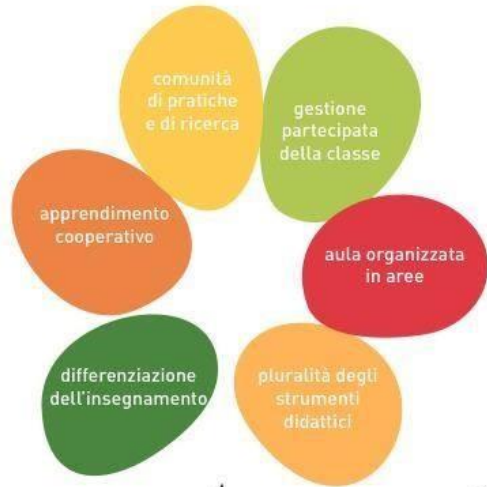 comunità
di pratiche
e di ricerca
gestione
partecipata
della classe
apprendimento
cooperativo
aula organizzata
in aree
differenziazione
dell'insegnamento
pluralità degli
strumenti
didattici